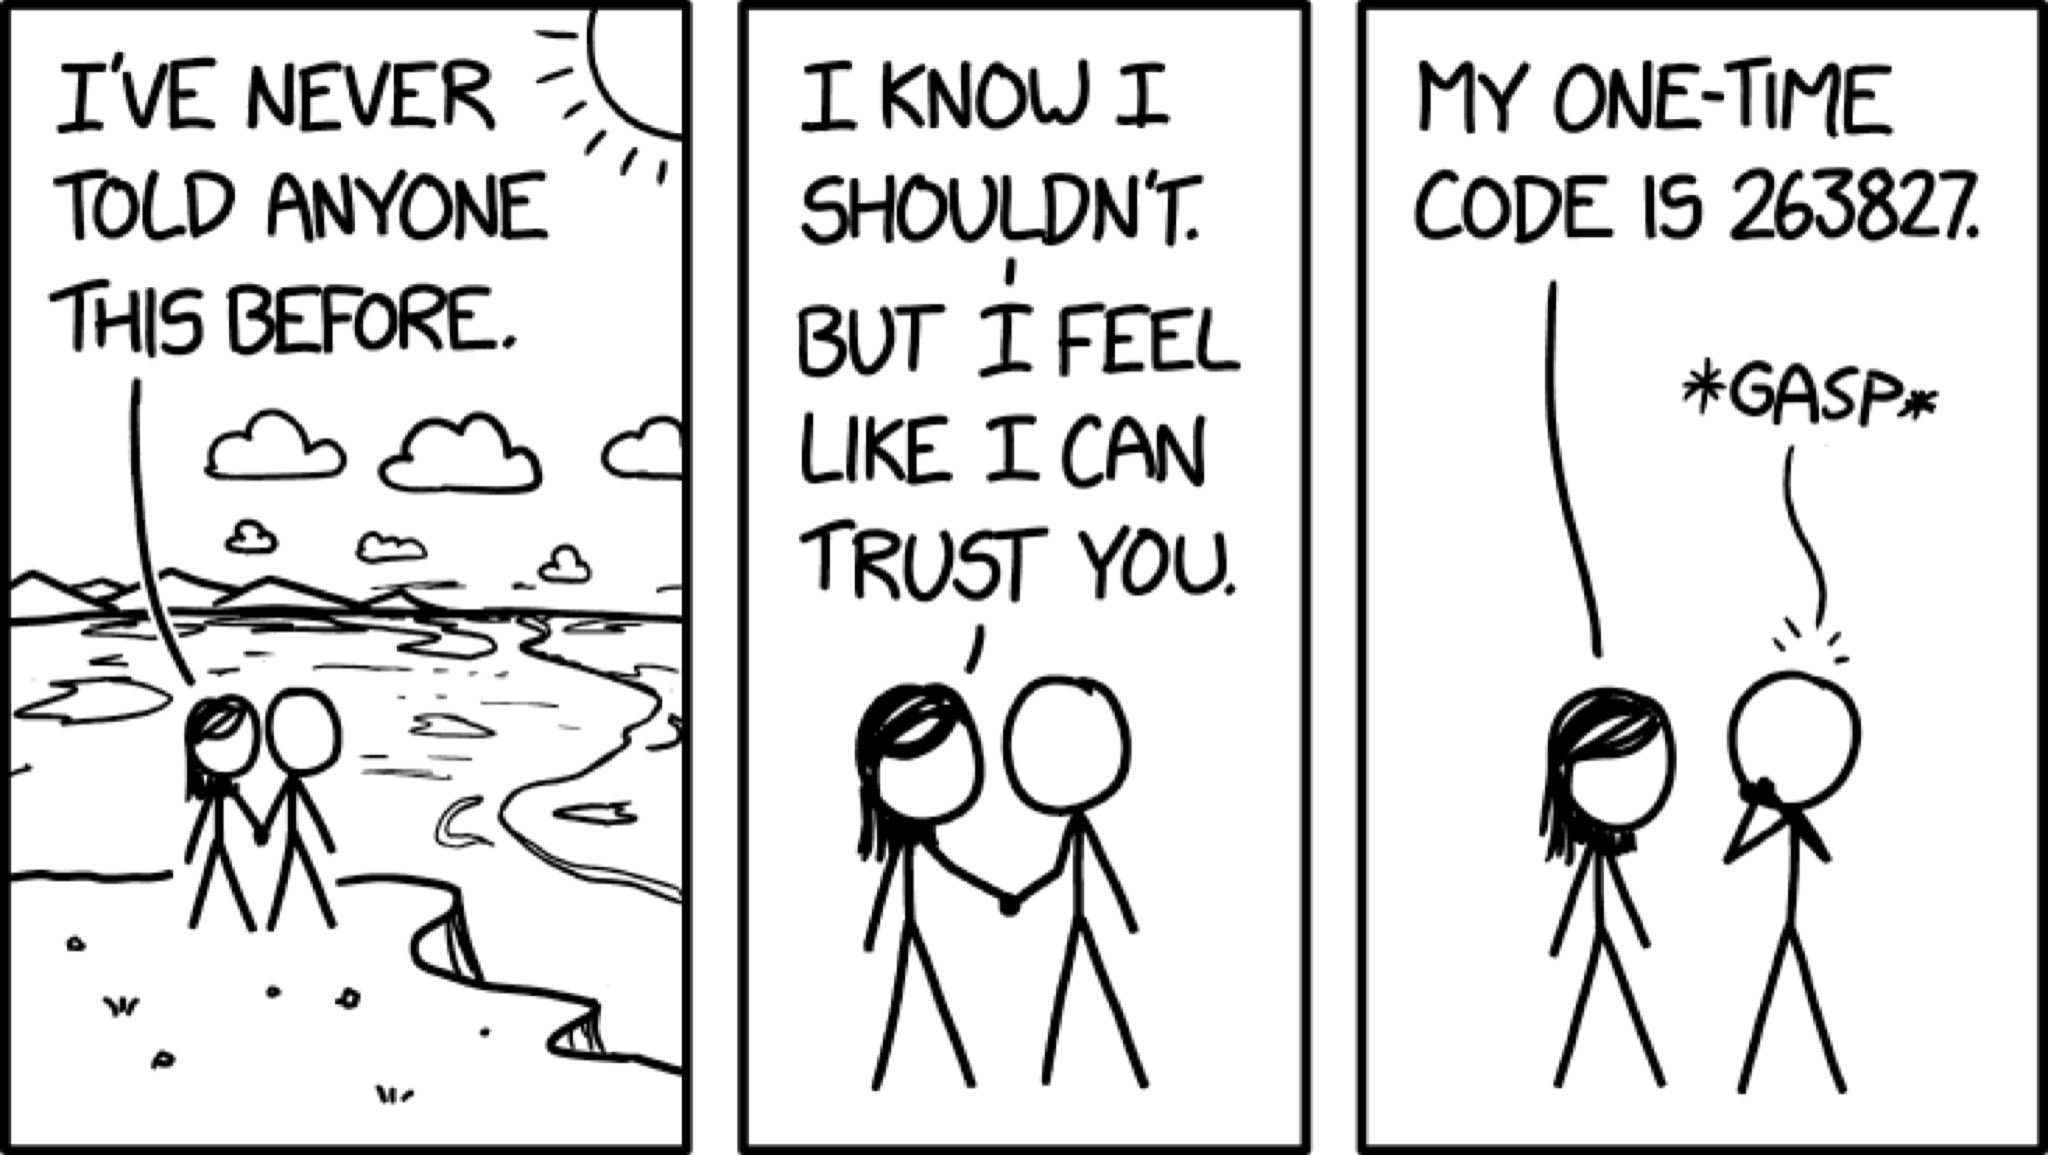 I'VE NEVER
TOLD ANYONE
THIS BEFORE.
I KNOW I
SHOULDN'T.
BUT I FEEL
LIKE I CAN
TRUST YOU.
MY ONE-TIME
CODE IS 263827.
*GASP*